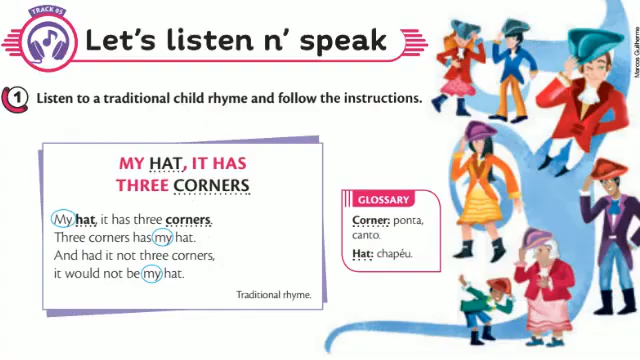 TRACK 05
Let's listen n' speak
1 Listen to a traditional child rhyme and follow the instructions.
MY HAT, IT HAS
THREE CORNERS
My hat, it has three corners.
Three corners has my hat.
And had it not three corners,
it would not be my hat.
Traditional rhyme.
GLOSSARY
Corner: ponta,
canto.
Hat: chapéu.
Marcos Guilherme